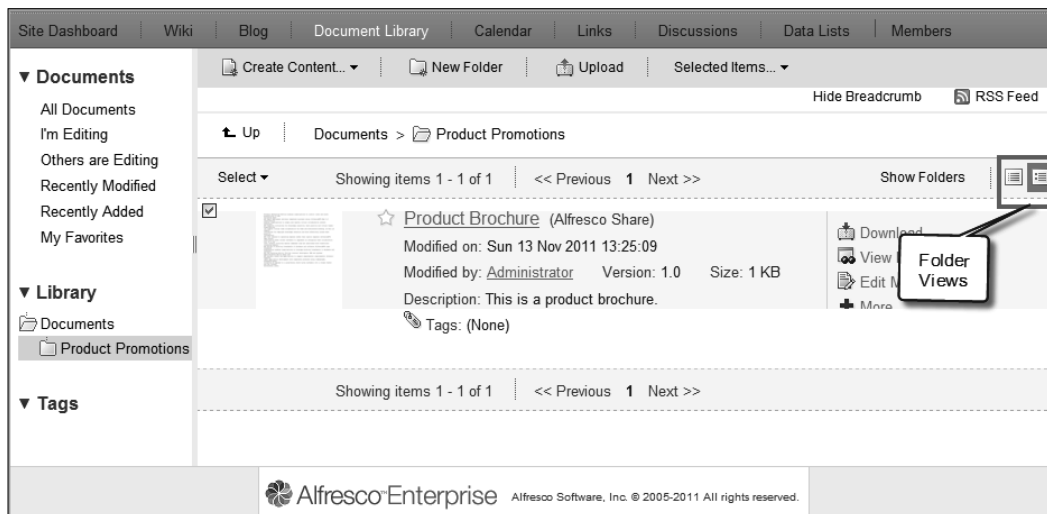 Site Dashboard Wiki Blog Document Library Calendar Links Discussions Data Lists Members
Create Content... New Folder Upload Selected Items...
Hide Breadcrumb RSS Feed
Up Documents > Product Promotions
Select Showing items 1 - 1 of 1 << Previous 1 Next >> Show Folders
Documents
All Documents
I'm Editing
Others are Editing
Recently Modified
Recently Added
My Favorites
Library
Documents
Product Promotions
Tags
Product Brochure (Alfresco Share)
Modified on: Sun 13 Nov 2011 13:25:09
Modified by: Administrator Version: 1.0 Size: 1 KB
Description: This is a product brochure.
Tags: (None)
Download
View
Edit
More
Folder
Views
Showing items 1 - 1 of 1 << Previous 1 Next >>
Alfresco Enterprise Alfresco Software, Inc. © 2005-2011 All rights reserved.